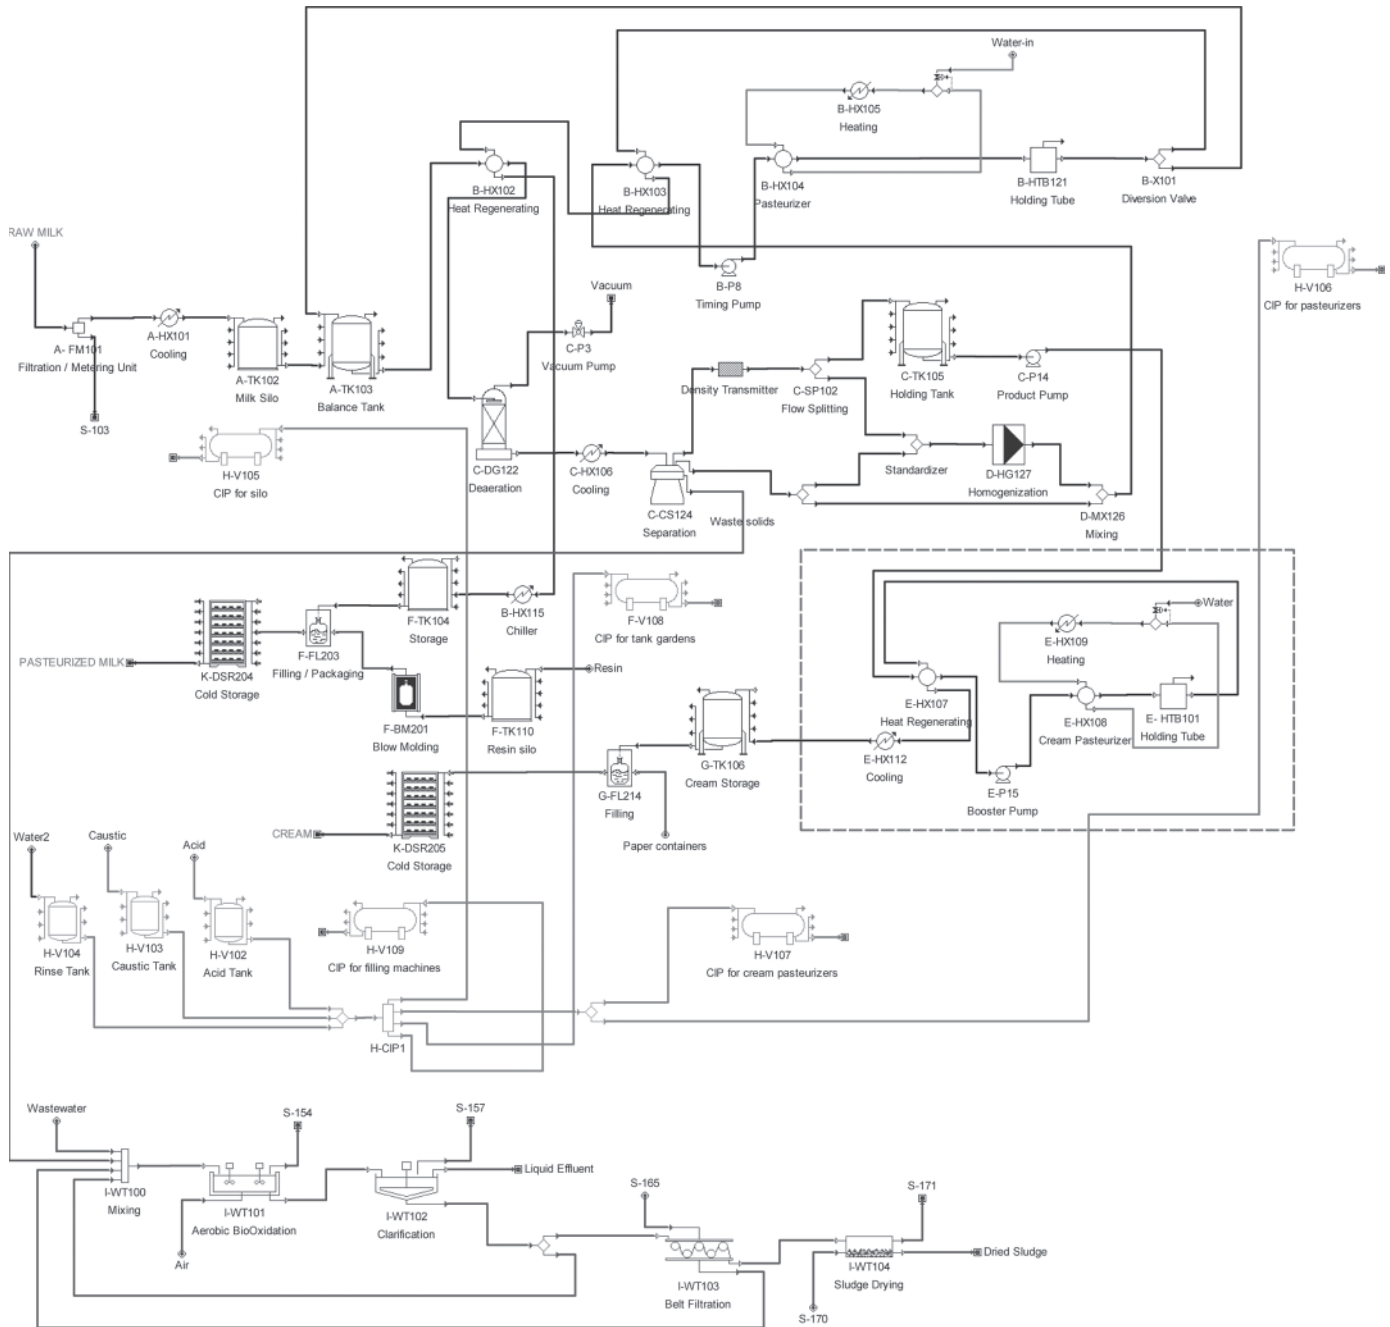 Water-in
B-HX105
Heating
B-HX102
Heat Regenerating
B-HX103
Heat Regenerating
B-HX104
Pasteurizer
B-HTB121
Holding Tube
B-X101
Diversion Valve
RAW MILK
B-P8
Timing Pump
Vacuum
H-V106
CIP for pasteurizers
A- FM101
Filtration / Metering Unit
A-HX101
Cooling
A-TK102
Milk Silo
A-TK103
Balance Tank
C-P3
Vacuum Pump
Density Transmitter
C-SP102
Flow Splitting
C-TK105
Holding Tank
C-P14
Product Pump
S-103
H-V105
CIP for silo
C-DG122
Deaeration
C-HX106
Cooling
C-CS124
Separation
Waste solids
Standardizer
D-HG127
Homogenization
D-MX126
Mixing
F-TK104
Storage
B-HX115
Chiller
F-V108
CIP for tank gardens
Water
E-HX109
Heating
PASTEURIZED MILK
K-DSR204
Cold Storage
F-FL203
Filling / Packaging
F-BM201
Blow Molding
F-TK110
Resin silo
Resin
E-HX107
Heat Regenerating
E-HX108
Cream Pasteurizer
E- HTB101
Holding Tube
G-TK106
Cream Storage
E-HX112
Cooling
E-P15
Booster Pump
G-FL214
Filling
CREAM
K-DSR205
Cold Storage
Paper containers
Water2
Caustic
Acid
H-V104
Rinse Tank
H-V103
Caustic Tank
H-V102
Acid Tank
H-V109
CIP for filling machines
H-V107
CIP for cream pasteurizers
H-CIP1
Wastewater
S-154
S-157
Liquid Effluent
I-WT100
Mixing
I-WT101
Aerobic BioOxidation
Air
I-WT102
Clarification
S-165
I-WT103
Belt Filtration
S-171
Dried Sludge
I-WT104
Sludge Drying
S-170